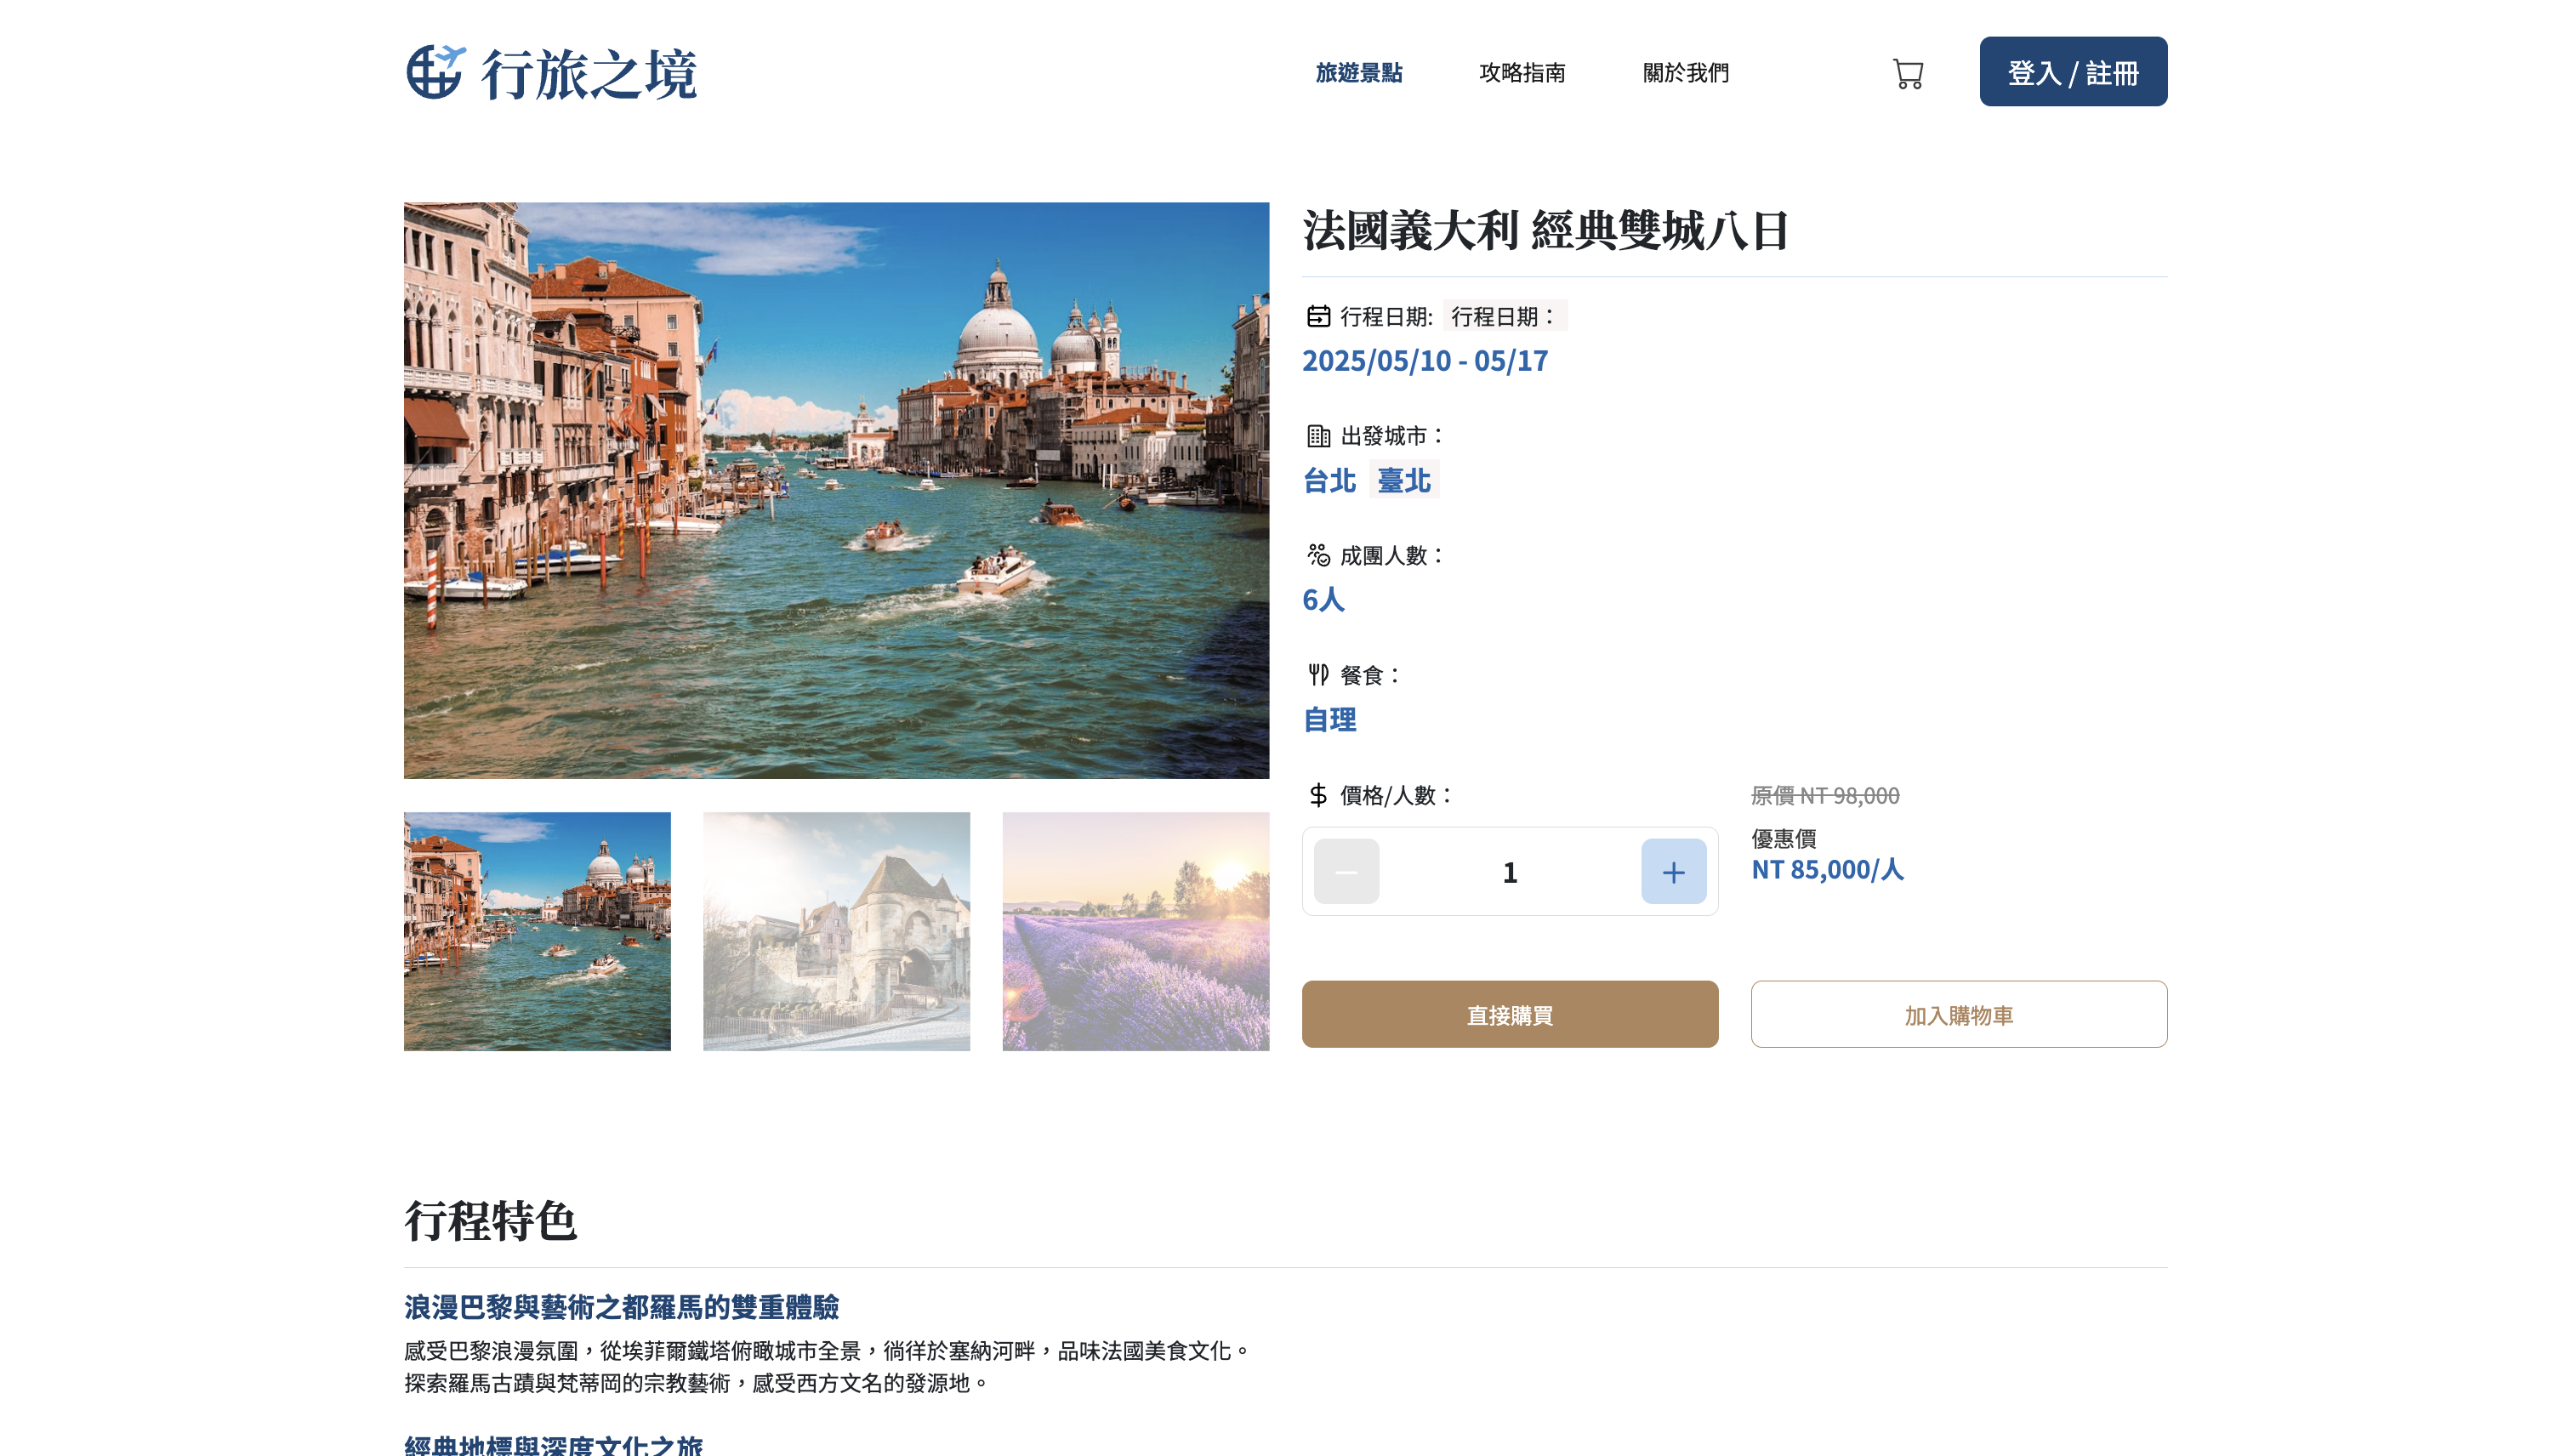 行旅之境
旅遊景點
攻略指南
關於我們
登入 / 註冊
法國義大利 經典雙城八日
行程日期: 行程日期：
2025/05/10 - 05/17
出發城市：
台北 臺北
成團人數：
6人
餐食：
自理
價格/人數：
1
原價 NT 98,000
優惠價
NT 85,000/人
直接購買
加入購物車
行程特色
浪漫巴黎與藝術之都羅馬的雙重體驗
感受巴黎浪漫氛圍，從埃菲爾鐵塔俯瞰城市全景，徜徉於塞納河畔，品味法國美食文化。
探索羅馬古蹟與梵蒂岡的宗教藝術，感受西方文名的發源地。
經典地標與深度文化之旅